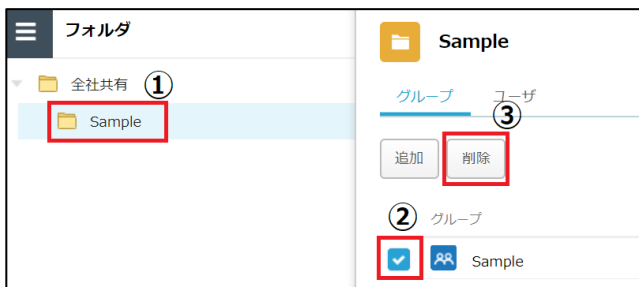 フォルダ
全社共有 ①
Sample
Sample
グループ ユーザ
③
追加 削除
② グループ
Sample